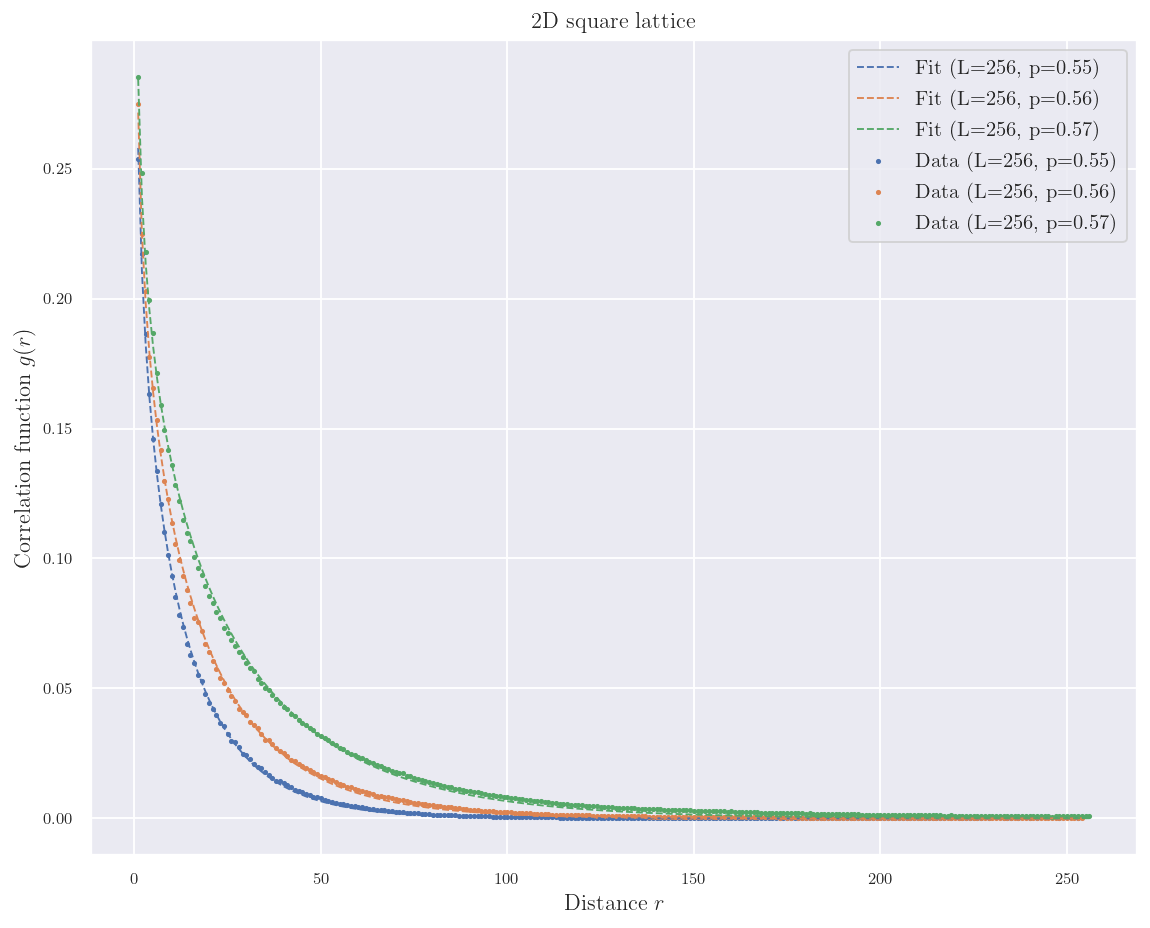 2D square lattice
Fit (L=256, p=0.55)
Fit (L=256, p=0.56)
Fit (L=256, p=0.57)
Data (L=256, p=0.55)
Data (L=256, p=0.56)
Data (L=256, p=0.57)
Correlation function g(r)
0.25
0.20
0.15
0.10
0.05
0.00
0 50 100 150 200 250
Distance r